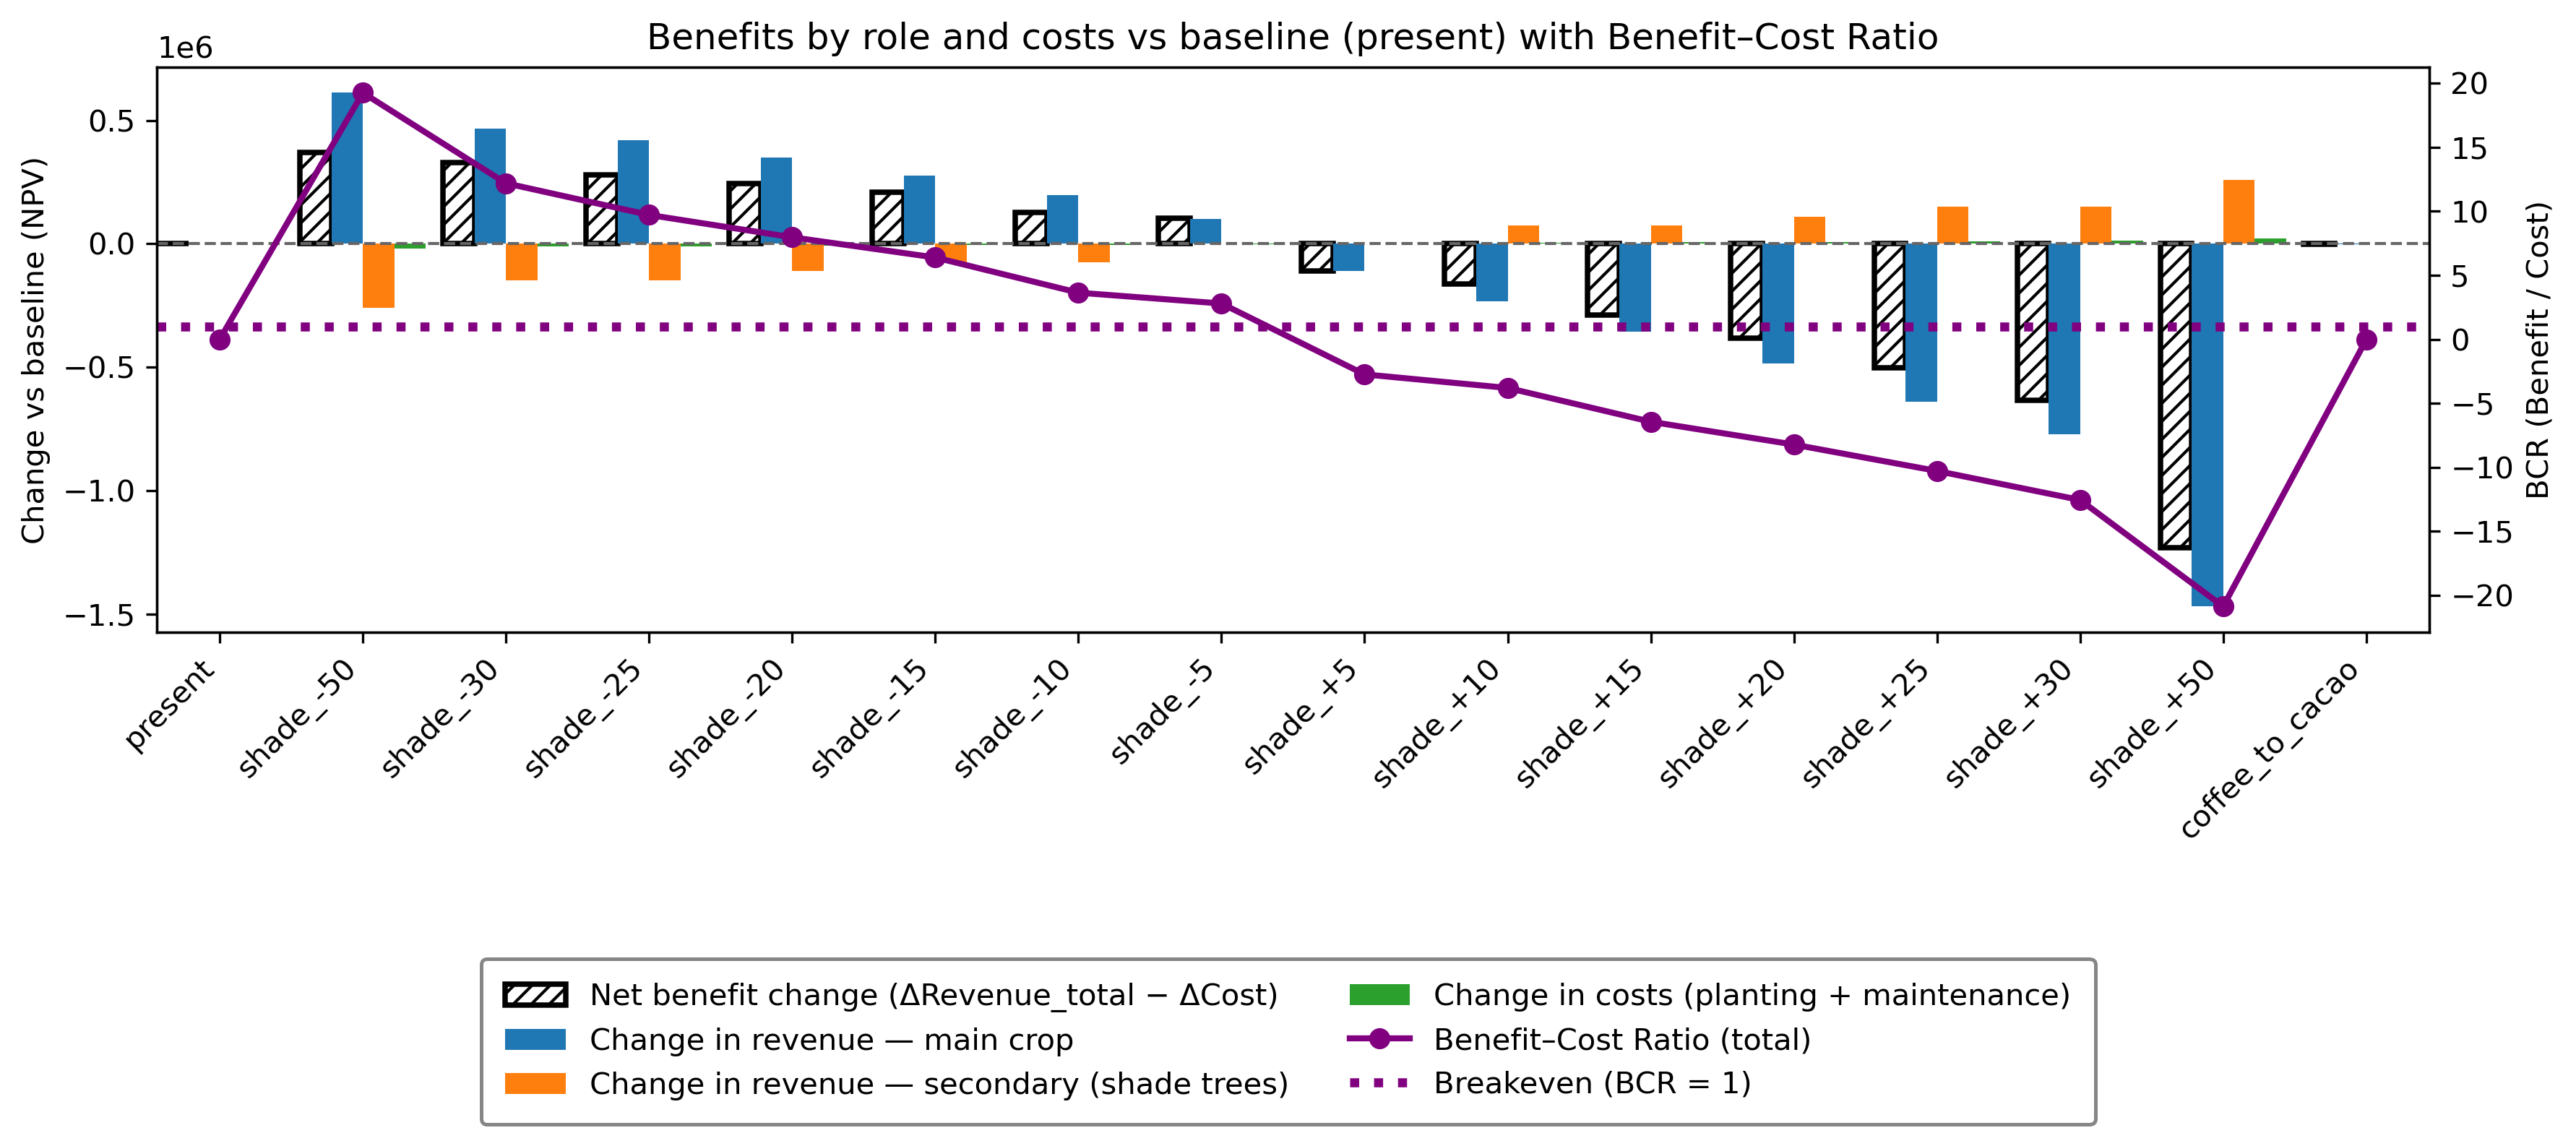 Benefits by role and costs vs baseline (present) with Benefit–Cost Ratio
1e6
Change vs baseline (NPV)
0.5
0.0
−0.5
−1.0
−1.5
20
15
10
5
0
−5
−10
−15
−20
BCR (Benefit / Cost)
present
shade_-50
shade_-30
shade_-25
shade_-20
shade_-15
shade_-10
shade_-5
shade_+5
shade_+10
shade_+15
shade_+20
shade_+25
shade_+30
shade_+50
coffee_to_cacao
Net benefit change (ΔRevenue_total − ΔCost)
Change in revenue — main crop
Change in revenue — secondary (shade trees)
Change in costs (planting + maintenance)
Benefit–Cost Ratio (total)
Breakeven (BCR = 1)